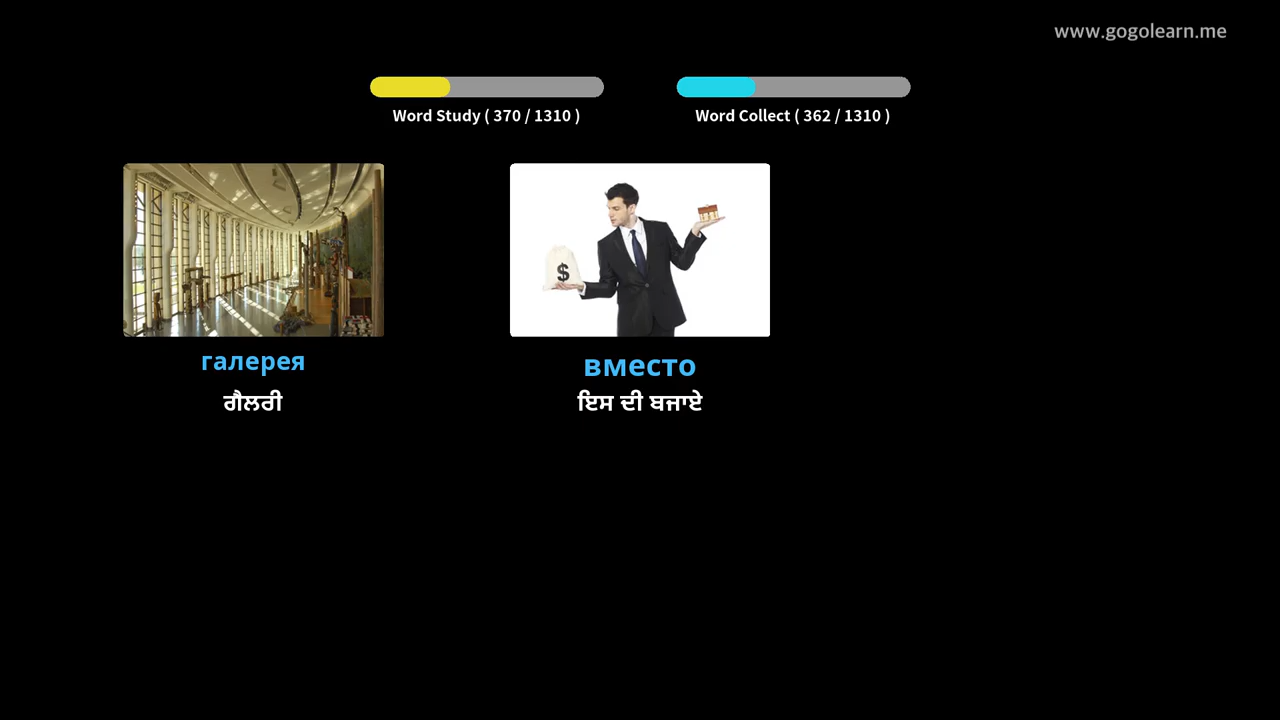 www.gogolearn.me
Word Study ( 370 / 1310 )
Word Collect ( 362 / 1310 )
$
галерея
ਗੈਲਰੀ
вместо
ਇਸ ਦੀ ਬਜਾਏ